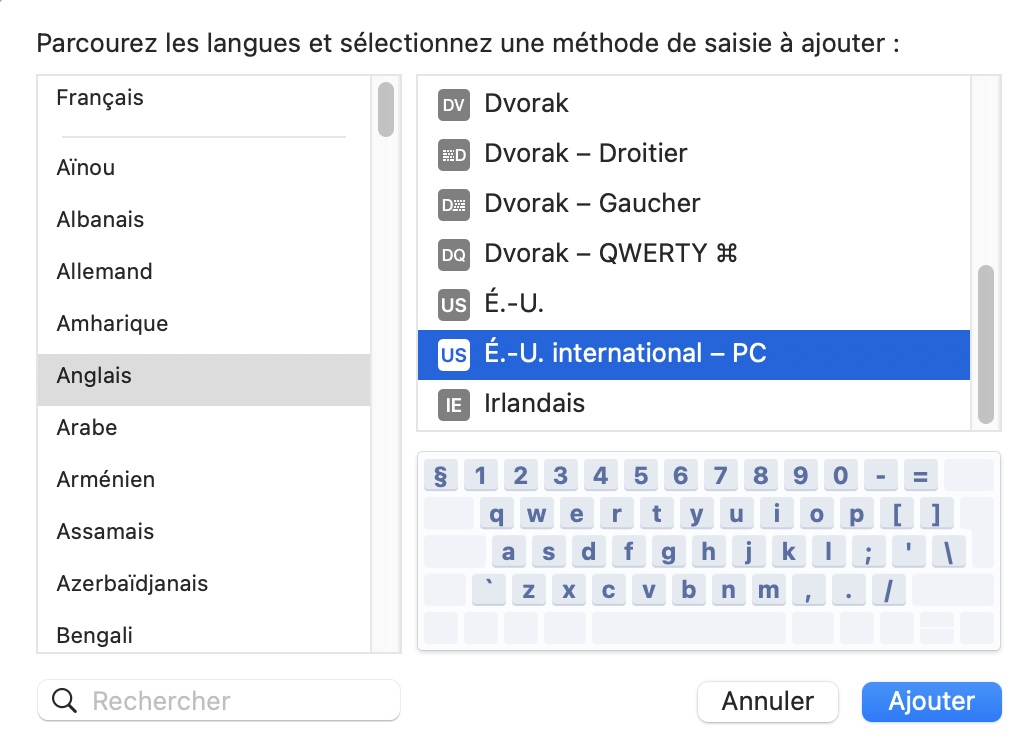 Parcourez les langues et sélectionnez une méthode de saisie à ajouter :
Français
Aïnou
Albanais
Allemand
Amharique
Anglais
Arabe
Arménien
Assamais
Azerbaïdjanais
Bengali
Rechercher
DV Dvorak
D Dvorak – Droitier
D Dvorak – Gaucher
DQ Dvorak – QWERTY ⌘
US É.-U.
US É.-U. international – PC
IE Irlandais
§ 1 2 3 4 5 6 7 8 9 0 - =
q w e r t y u i o p [ ]
a s d f g h j k l ; ' \
` z x c v b n m , . /
Annuler
Ajouter